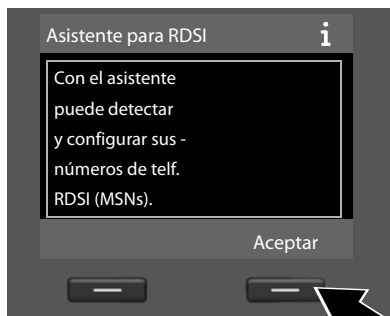 Asistente para RDSI i
Con el asistente
puede detectar
y configurar sus -
números de telf.
RDSI (MSNs).
Aceptar